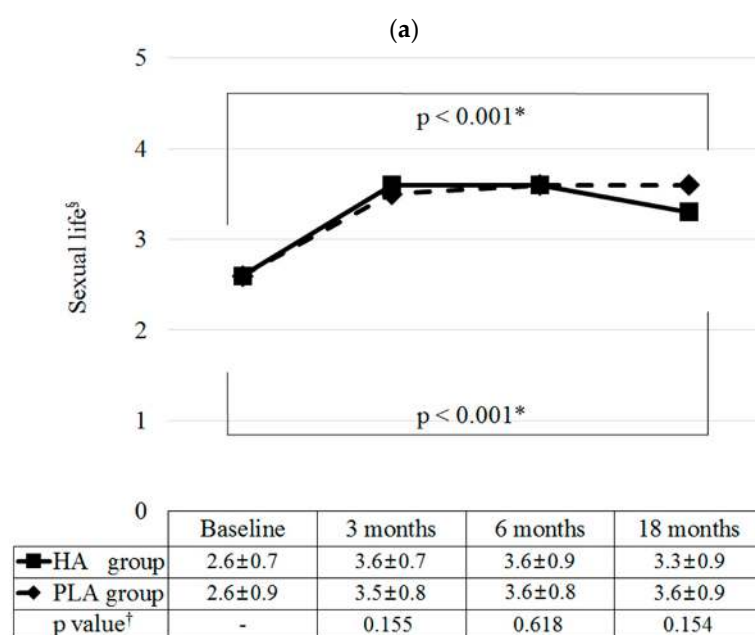 (a)
5
p < 0.001*
4
3
Sexual life§
2
p < 0.001*
1
0
Baseline 3 months 6 months 18 months
HA group 2.6±0.7 3.6±0.7 3.6±0.9 3.3±0.9
PLA group 2.6±0.9 3.5±0.8 3.6±0.8 3.6±0.9
p value† - 0.155 0.618 0.154